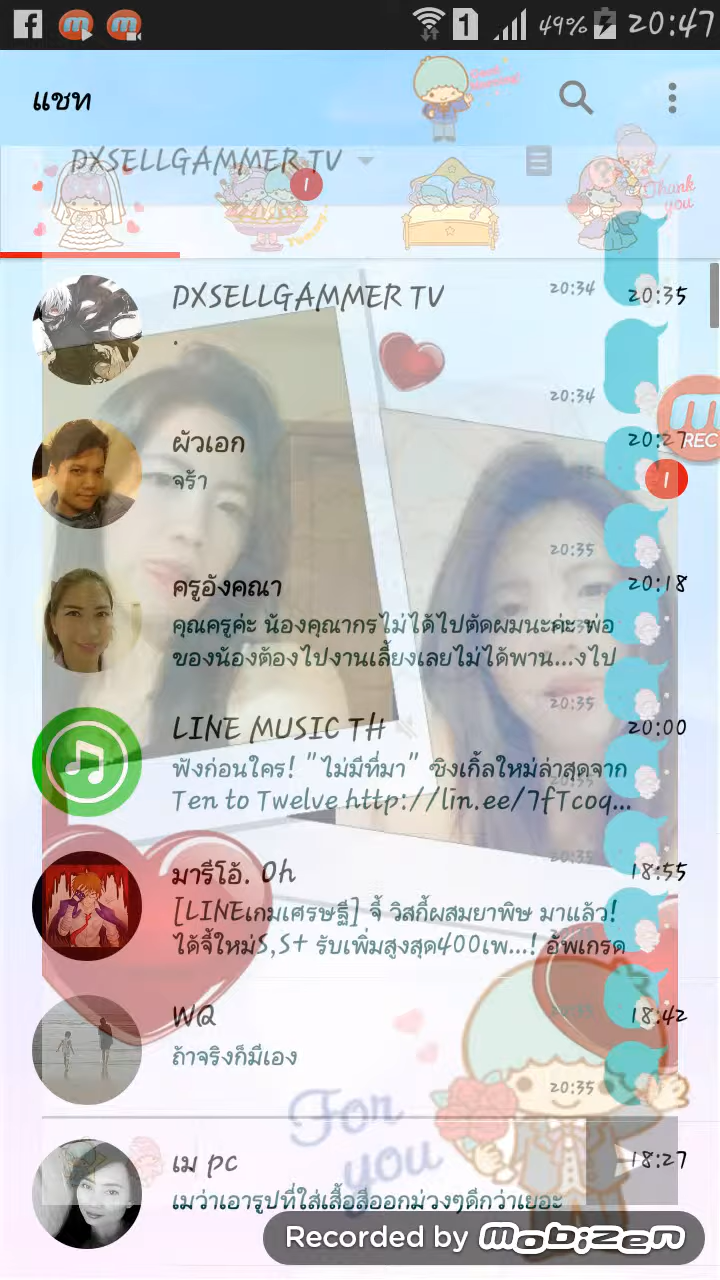 49% 20:47
แชท
Good Morning!
DXSELLGAMMER TV
1
Thank you
DXSELLGAMMER TV
20:34
20:35
.
20:34
ผัวเอก
20:27
REC
จร้า
1
20:35
ครูอังคณา
20:18
คุณครูค่ะ น้องคุณากรไม่ได้ไปตัดผมนะค่ะ พ่อ
ของน้องต้องไปงานเลี้ยงเลยไม่ได้พาน...งไป
20:35
LINE MUSIC TH
20:00
ฟังก่อนใคร! "ไม่มีที่มา" ซิงเกิ้ลใหม่ล่าสุดจาก
Ten to Twelve http://lin.ee/7fTcoq...
20:35
มารีโอ้. Oh
18:55
[LINEเกมเศรษฐี] จี้ วิสกี้ผสมยาพิษ มาแล้ว!
ได้จี้ใหม่S,S+ รับเพิ่มสูงสุด400เพ...! อัพเกรด
WQ
20:35
18:42
ถ้าจริงก็มีเอง
20:35
For you
เม pc
18:27
เมว่าเอารูปที่ใส่เสื้อสีออกม่วงๆดีกว่าเยอะ
Recorded by mobizen